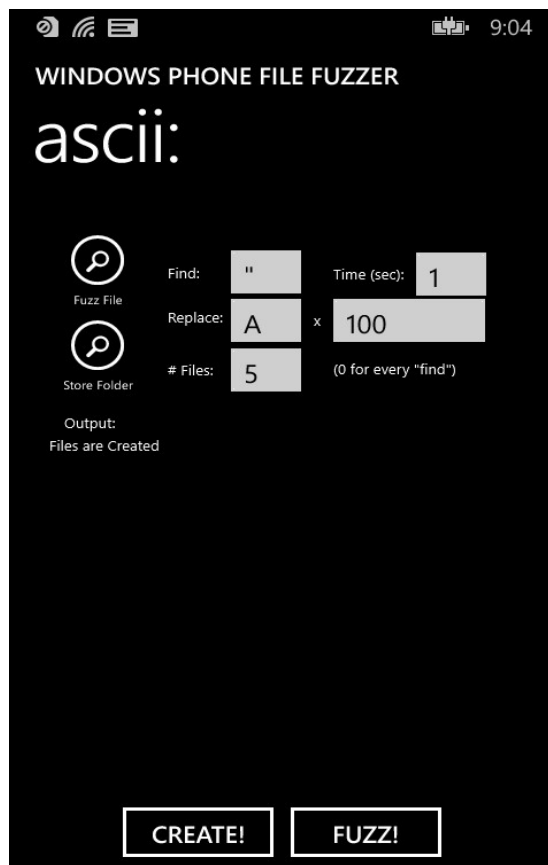 9:04
WINDOWS PHONE FILE FUZZER
ascii:
Fuzz File
Find: " Time (sec): 1
Replace: A x 100
Store Folder
# Files: 5 (0 for every "find")
Output:
Files are Created
CREATE! FUZZ!